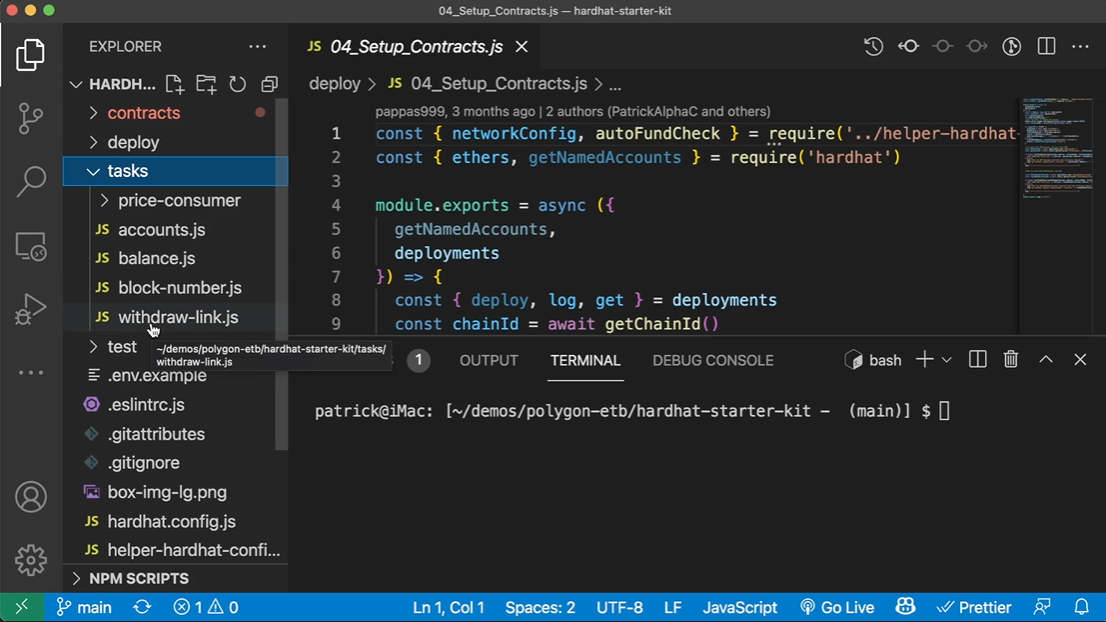 04_Setup_Contracts.js — hardhat-starter-kit
EXPLORER
JS 04_Setup_Contracts.js
HARDH...
deploy > JS 04_Setup_Contracts.js > ...
contracts
deploy
tasks
price-consumer
JS accounts.js
JS balance.js
JS block-number.js
JS withdraw-link.js
test
~/demos/polygon-etb/hardhat-starter-kit/tasks/
withdraw-link.js
.env.example
.eslintrc.js
.gitattributes
.gitignore
box-img-lg.png
JS hardhat.config.js
JS helper-hardhat-confi...
NPM SCRIPTS
pappas999, 3 months ago | 2 authors (PatrickAlphaC and others)
1 const { networkConfig, autoFundCheck } = require('../helper-hardhat-
2 const { ethers, getNamedAccounts } = require('hardhat')
3
4 module.exports = async ({
5 getNamedAccounts,
6 deployments
7 }) => {
8 const { deploy, log, get } = deployments
9 const chainId = await getChainId()
1 OUTPUT TERMINAL DEBUG CONSOLE bash
patrick@iMac: [~/demos/polygon-etb/hardhat-starter-kit - (main)] $
main 1 0 Ln 1, Col 1 Spaces: 2 UTF-8 LF JavaScript Go Live Prettier